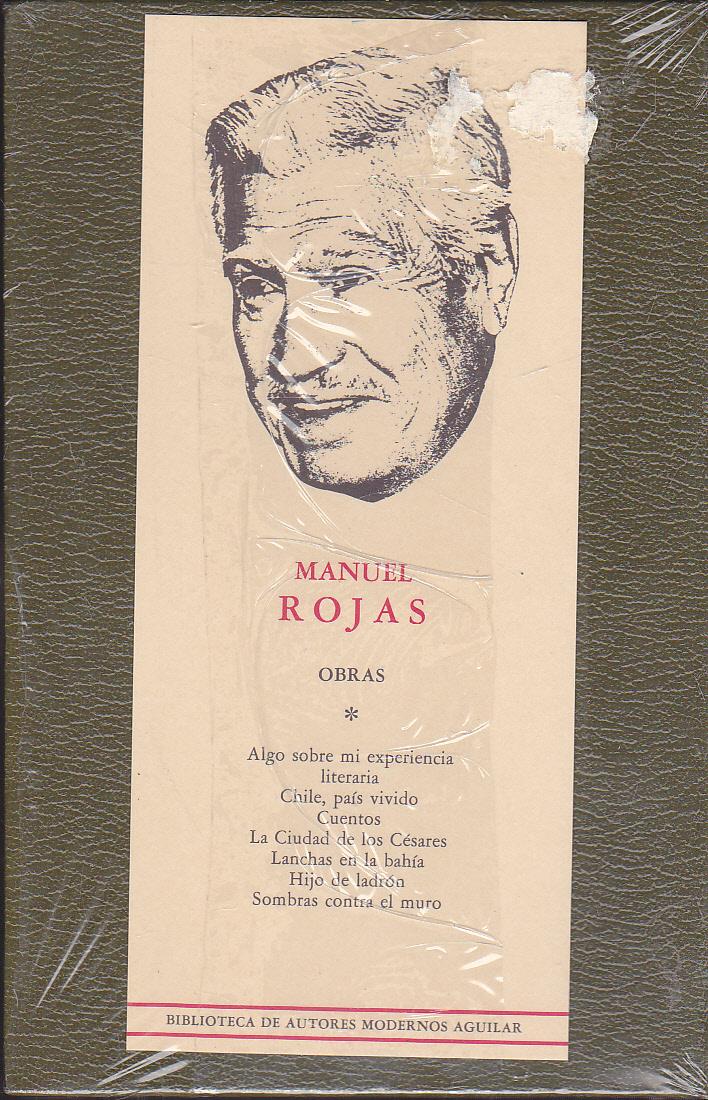 MANUEL
ROJAS
OBRAS
*
Algo sobre mi experiencia
literaria
Chile, país vivido
Cuentos
La Ciudad de los Césares
Lanchas en la bahía
Hijo de ladrón
Sombras contra el muro
BIBLIOTECA DE AUTORES MODERNOS AGUILAR